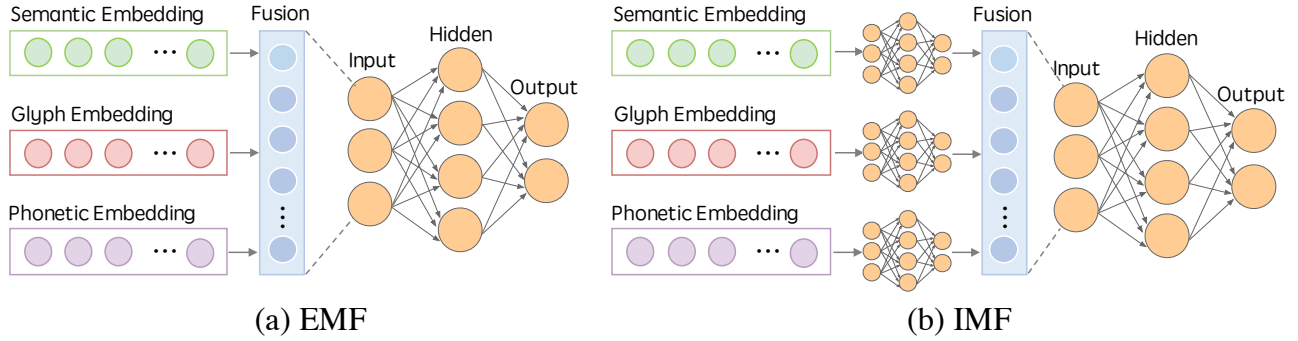 Semantic Embedding
Fusion
Hidden
Input
Output
Glyph Embedding
Phonetic Embedding
(a) EMF
Semantic Embedding
Fusion
Hidden
Input
Output
Glyph Embedding
Phonetic Embedding
(b) IMF